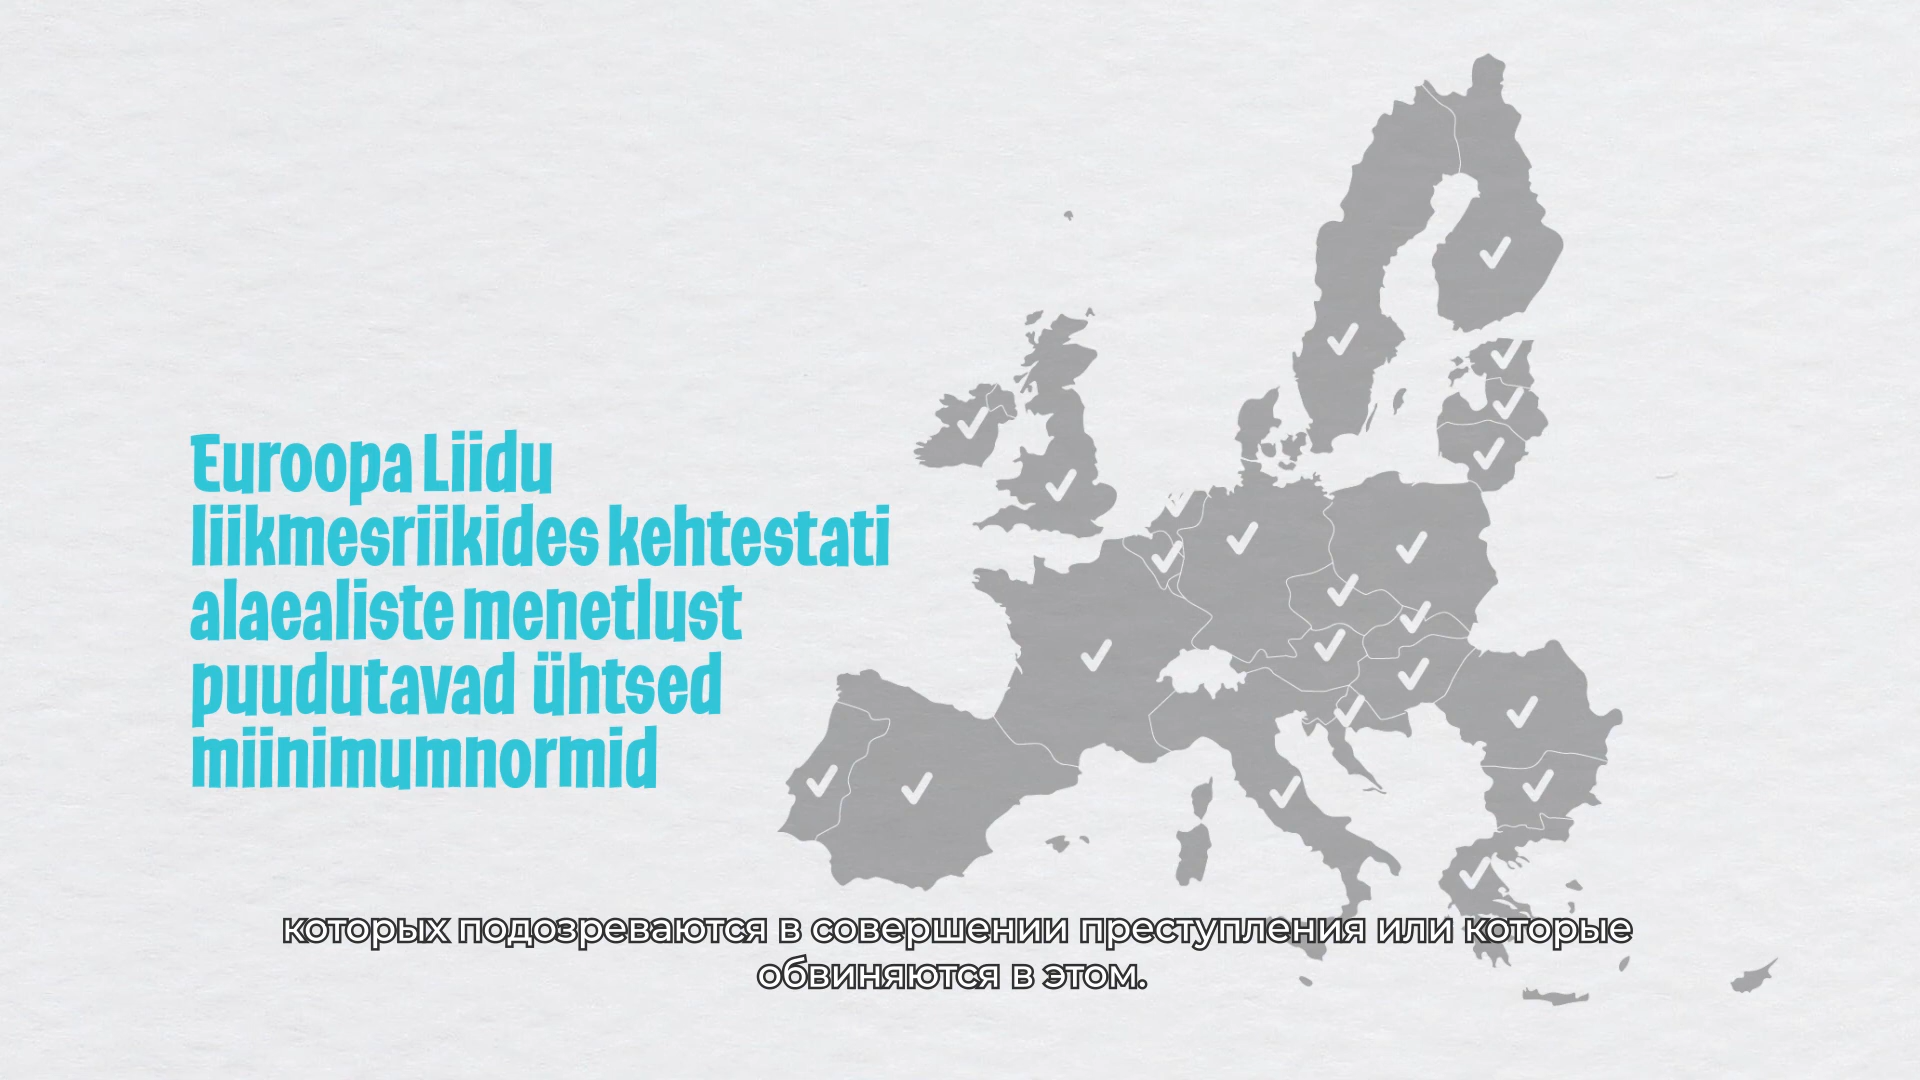 Euroopa Liidu
liikmesriikides kehtestati
alaealiste menetlust
puudutavad ühtsed
miinimumnormid
которых подозреваются в совершении преступления или которые
обвиняются в этом.